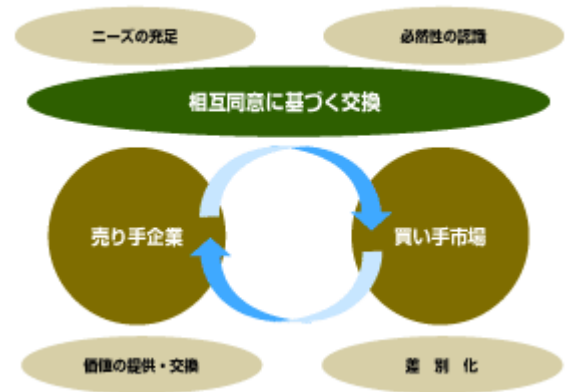 ニーズの充足
必然性の認識
相互同意に基づく交換
売り手企業
買い手市場
価値の提供・交換
差 別 化